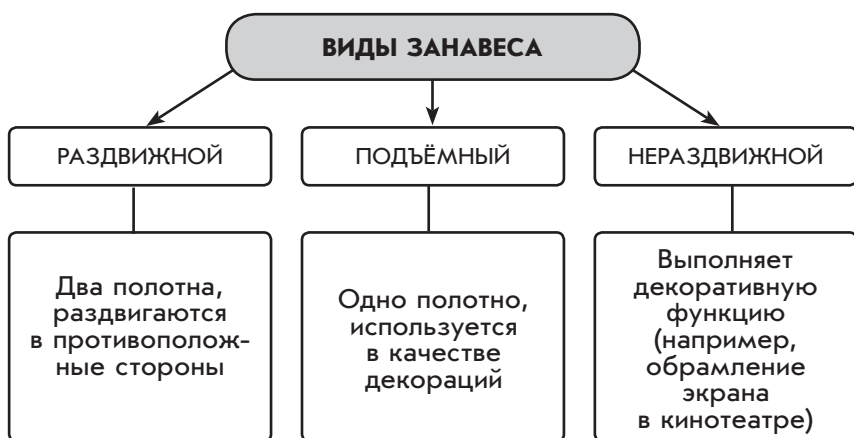 ВИДЫ ЗАНАВЕСА
РАЗДВИЖНОЙ
ПОДЪЁМНЫЙ
НЕРАЗДВИЖНОЙ
Два полотна,
раздвигаются
в противополож-
ные стороны
Одно полотно,
используется
в качестве
декораций
Выполняет
декоративную
функцию
(например,
обрамление
экрана
в кинотеатре)